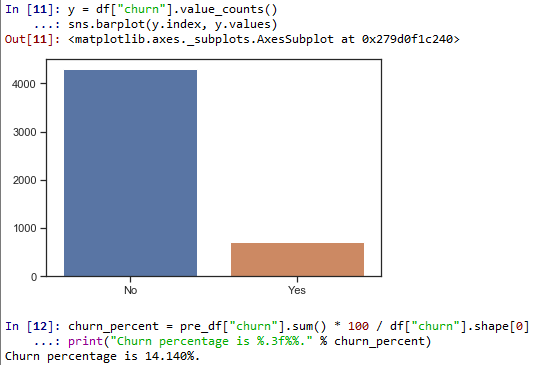 In [11]: y = df["churn"].value_counts()
...: sns.barplot(y.index, y.values)
Out[11]: <matplotlib.axes._subplots.AxesSubplot at 0x279d0f1c240>
4000
3000
2000
1000
0
No Yes
In [12]: churn_percent = pre_df["churn"].sum() * 100 / df["churn"].shape[0]
...: print("Churn percentage is %.3f%%." % churn_percent)
Churn percentage is 14.140%.